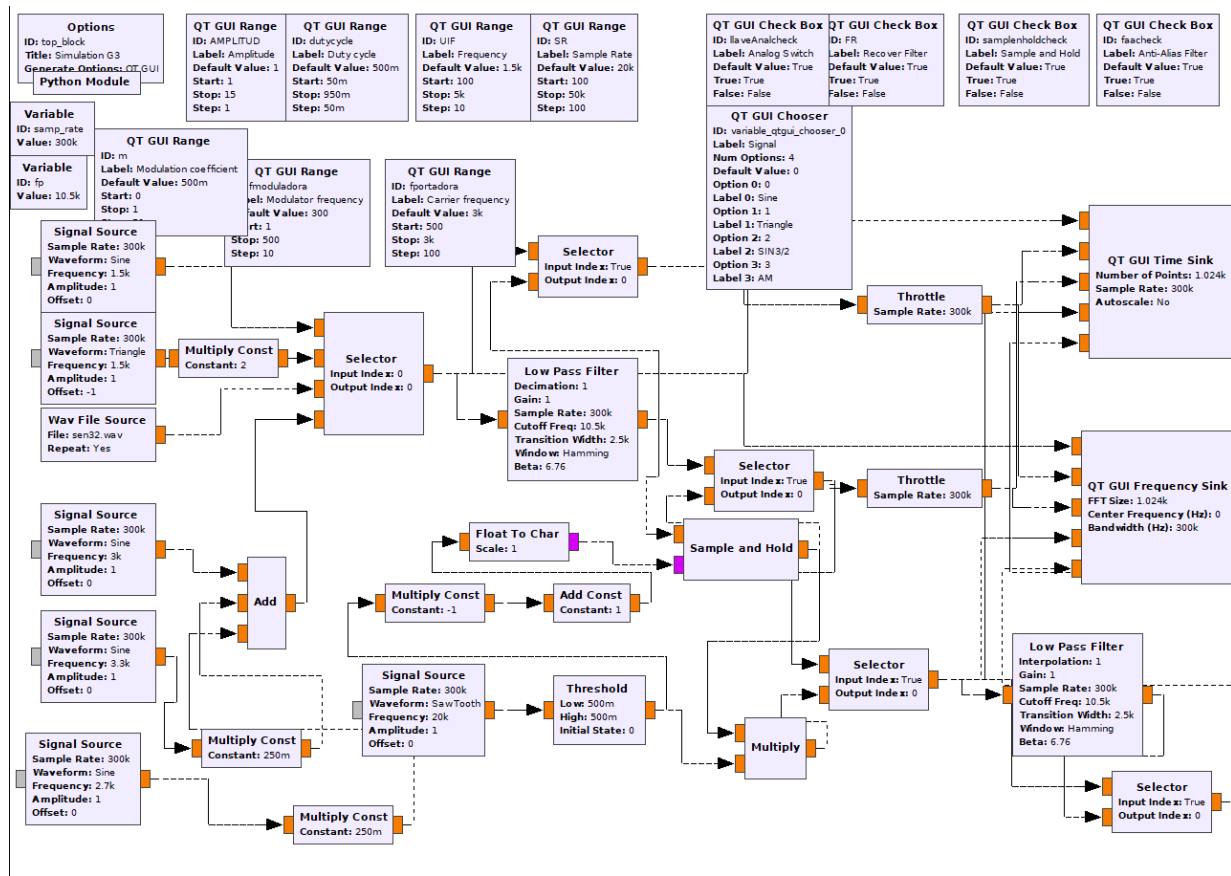 Options
ID: top_block
Title: Simulation G3
Generate Options: QT GUI
Python Module
QT GUI Range
ID: AMPLITUD
Label: Amplitude
Default Value: 1
Start: 1
Stop: 15
Step: 1
QT GUI Range
ID: dutycycle
Label: Duty cycle
Default Value: 500m
Start: 50m
Stop: 950m
Step: 50m
QT GUI Range
ID: UIF
Label: Frequency
Default Value: 1.5k
Start: 100
Stop: 5k
Step: 10
QT GUI Range
ID: SR
Label: Sample Rate
Default Value: 20k
Start: 100
Stop: 50k
Step: 100
QT GUI Check Box
ID: llaveAnalcheck
Label: Analog Switch
Default Value: True
True: True
False: False
QT GUI Check Box
ID: FR
Label: Recover Filter
Default Value: True
True: True
False: False
QT GUI Check Box
ID: samplenholdcheck
Label: Sample and Hold
Default Value: True
True: True
False: False
QT GUI Check Box
ID: faacheck
Label: Anti-Alias Filter
Default Value: True
True: True
False: False
Variable
ID: samp_rate
Value: 300k
Variable
ID: fp
Value: 10.5k
QT GUI Range
ID: m
Label: Modulation coefficient
Default Value: 500m
Start: 0
Stop: 1
QT GUI Range
fmoduladora
Label: Modulator frequency
Default Value: 300
Start: 1
Stop: 500
Step: 10
QT GUI Range
ID: fportadora
Label: Carrier frequency
Default Value: 3k
Start: 500
Stop: 3k
Step: 100
QT GUI Chooser
ID: variable_qtgui_chooser_0
Label: Signal
Num Options: 4
Default Value: 0
Option 0: 0
Label 0: Sine
Option 1: 1
Label 1: Triangle
Option 2: 2
Label 2: SIN3/2
Option 3: 3
Label 3: AM
Signal Source
Sample Rate: 300k
Waveform: Sine
Frequency: 1.5k
Amplitude: 1
Offset: 0
Selector
Input Index: True
Output Index: 0
QT GUI Time Sink
Number of Points: 1.024k
Sample Rate: 300k
Autoscale: No
Throttle
Sample Rate: 300k
Signal Source
Sample Rate: 300k
Waveform: Triangle
Frequency: 1.5k
Amplitude: 1
Offset: -1
Multiply Const
Constant: 2
Selector
Input Index: 0
Output Index: 0
Low Pass Filter
Decimation: 1
Gain: 1
Sample Rate: 300k
Cutoff Freq: 10.5k
Transition Width: 2.5k
Window: Hamming
Beta: 6.76
Wav File Source
File: sen32.wav
Repeat: Yes
Selector
Input Index: True
Output Index: 0
Throttle
Sample Rate: 300k
QT GUI Frequency Sink
FFT Size: 1.024k
Center Frequency (Hz): 0
Bandwidth (Hz): 300k
Signal Source
Sample Rate: 300k
Waveform: Sine
Frequency: 3k
Amplitude: 1
Offset: 0
Float To Char
Scale: 1
Sample and Hold
Add
Multiply Const
Constant: -1
Add Const
Constant: 1
Signal Source
Sample Rate: 300k
Waveform: Sine
Frequency: 3.3k
Amplitude: 1
Offset: 0
Signal Source
Sample Rate: 300k
Waveform: SawTooth
Frequency: 20k
Amplitude: 1
Offset: 0
Threshold
Low: 500m
High: 500m
Initial State: 0
Selector
Input Index: True
Output Index: 0
Low Pass Filter
Interpolation: 1
Gain: 1
Sample Rate: 300k
Cutoff Freq: 10.5k
Transition Width: 2.5k
Window: Hamming
Beta: 6.76
Multiply Const
Constant: 250m
Multiply
Signal Source
Sample Rate: 300k
Waveform: Sine
Frequency: 2.7k
Amplitude: 1
Offset: 0
Multiply Const
Constant: 250m
Selector
Input Index: True
Output Index: 0